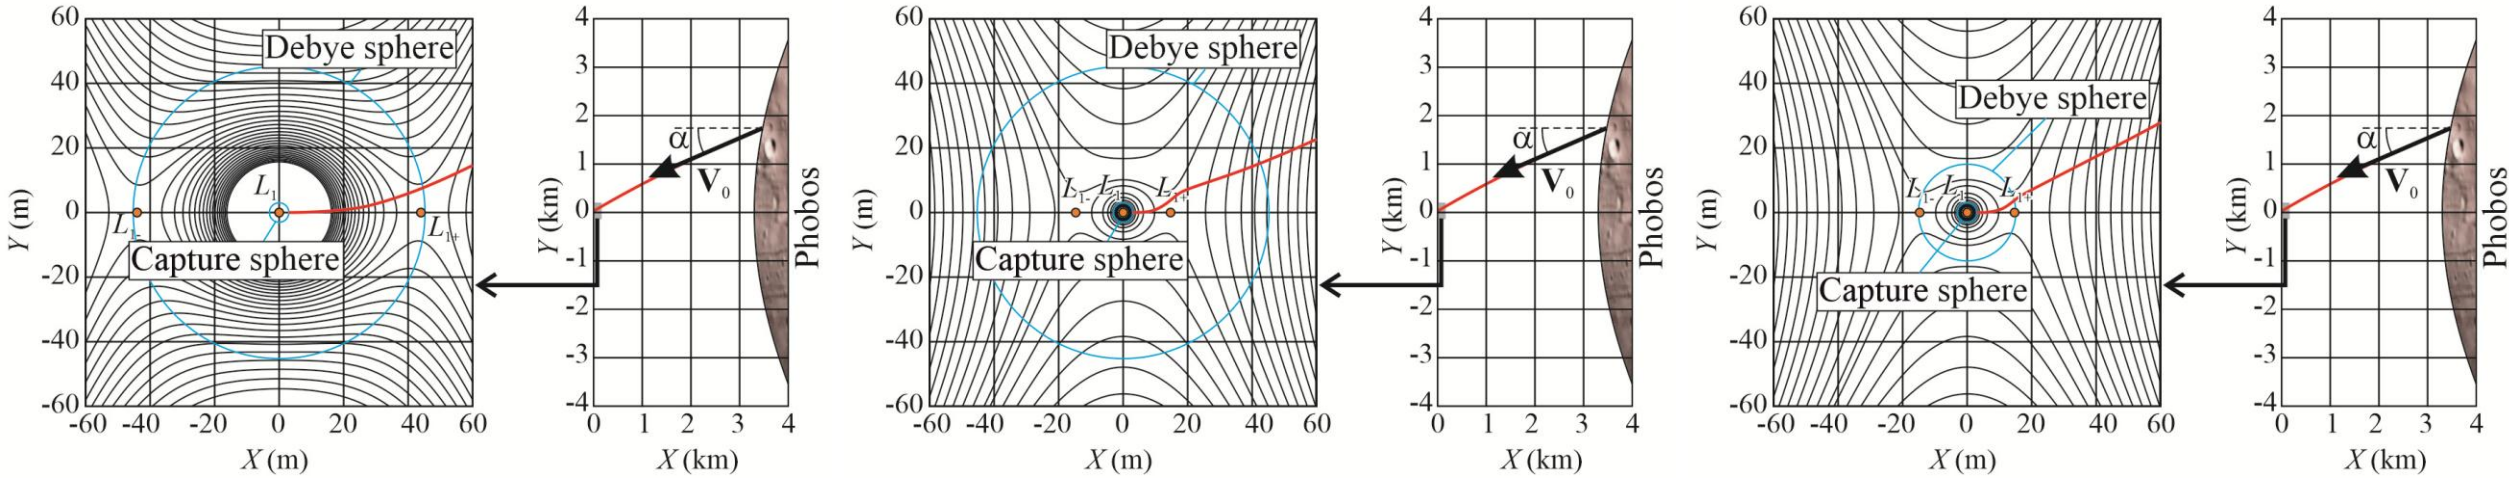 60
40
20
0
-20
-40
-60
Y (m)
-60 -40 -20 0 20 40 60
X (m)
Debye sphere
L1
L1- L1+
Capture sphere
4
3
2
1
0
-1
-2
-3
-4
Y (km)
0 1 2 3 4
X (km)
α
V0
Phobos
60
40
20
0
-20
-40
-60
Y (m)
-60 -40 -20 0 20 40 60
X (m)
Debye sphere
L1- L1 L1+
Capture sphere
4
3
2
1
0
-1
-2
-3
-4
Y (km)
0 1 2 3 4
X (km)
α
V0
Phobos
60
40
20
0
-20
-40
-60
Y (m)
-60 -40 -20 0 20 40 60
X (m)
Debye sphere
L1- L1 L1+
Capture sphere
4
3
2
1
0
-1
-2
-3
-4
Y (km)
0 1 2 3 4
X (km)
α
V0
Phobos